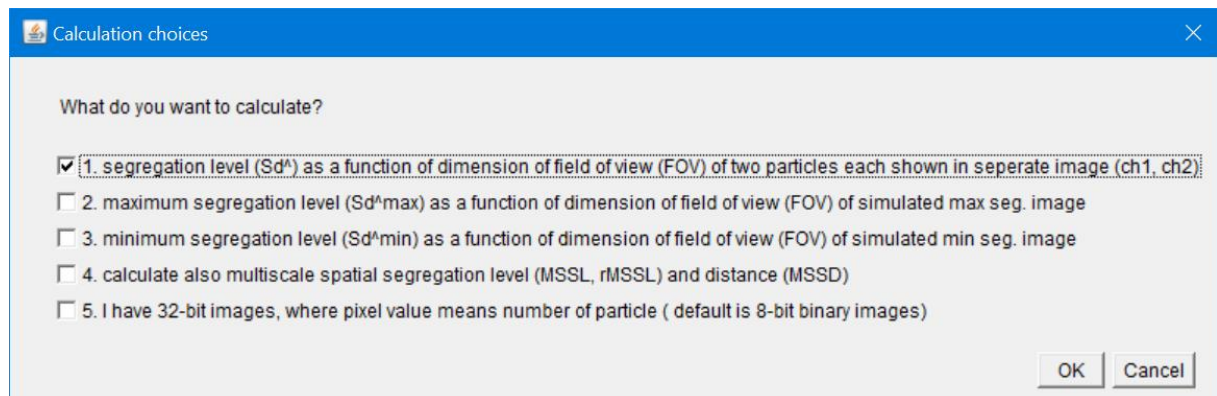 Calculation choices
What do you want to calculate?
1. segregation level (Sd^) as a function of dimension of field of view (FOV) of two particles each shown in seperate image (ch1, ch2)
2. maximum segregation level (Sd^max) as a function of dimension of field of view (FOV) of simulated max seg. image
3. minimum segregation level (Sd^min) as a function of dimension of field of view (FOV) of simulated min seg. image
4. calculate also multiscale spatial segregation level (MSSL, rMSSL) and distance (MSSD)
5. I have 32-bit images, where pixel value means number of particle ( default is 8-bit binary images)
OK Cancel